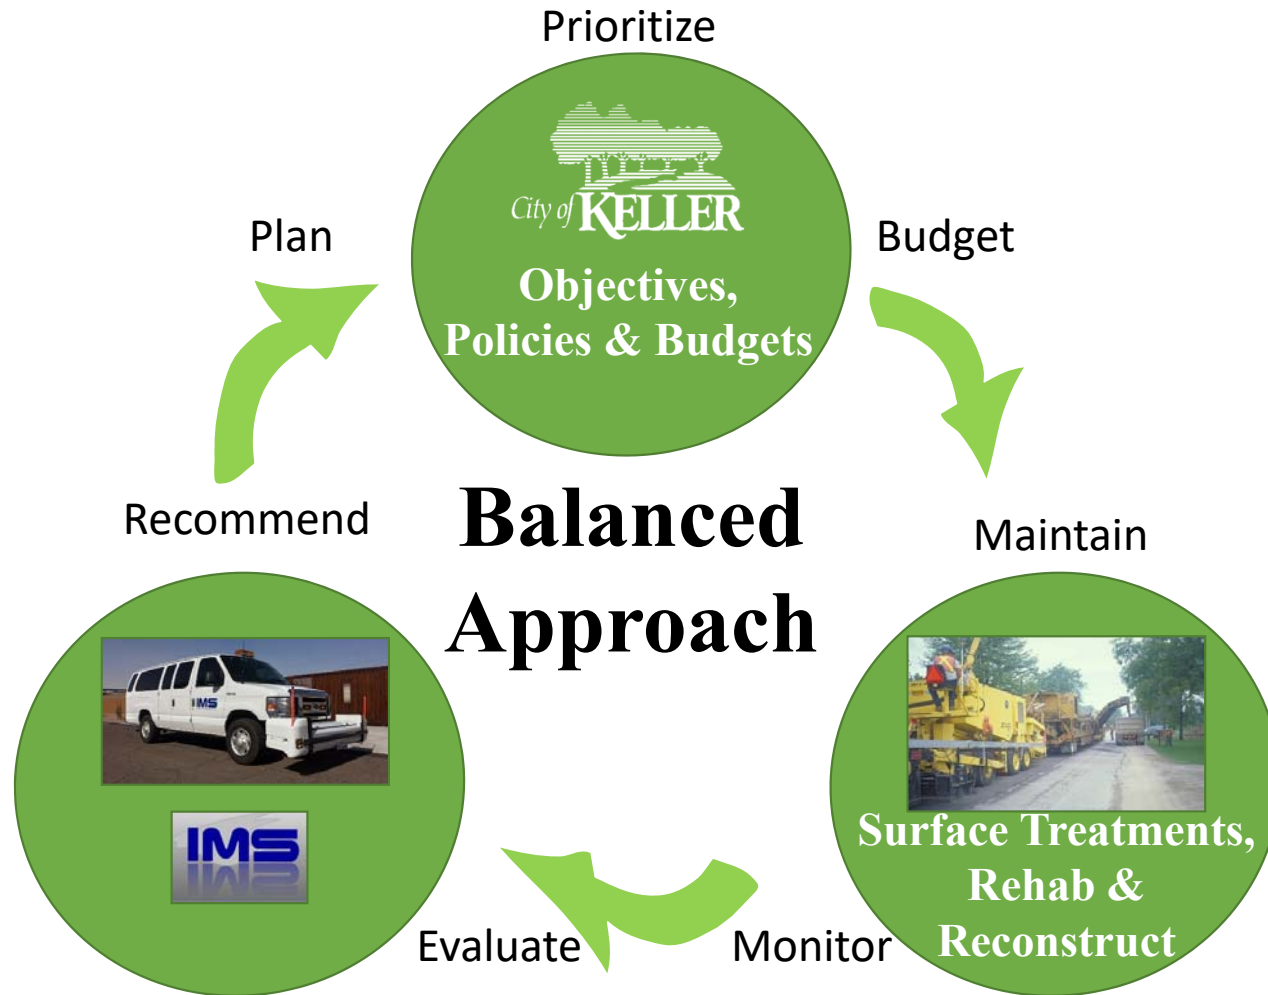 Prioritize
City of KELLER
Objectives,
Policies & Budgets
Plan
Budget
Recommend
Balanced
Approach
Maintain
IMS
IMS
Surface Treatments,
Rehab &
Reconstruct
Evaluate
Monitor